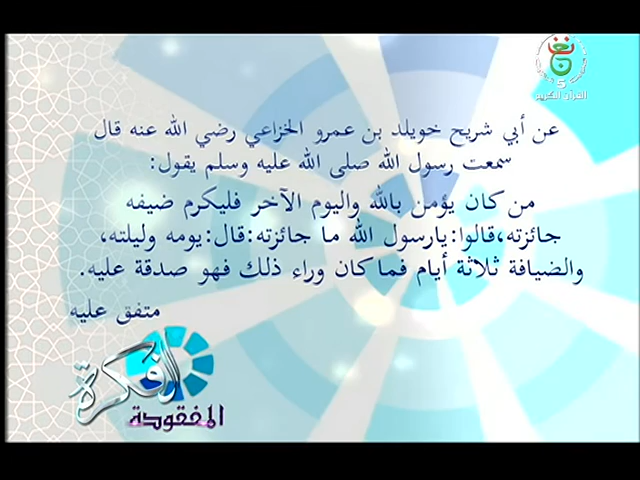 القرآن الكريم
عن أبي شريح خويلد بن عمرو الخزاعي رضي الله عنه قال
سمعت رسول الله صلى الله عليه وسلم يقول:
من كان يؤمن بالله واليوم الآخر فليكرم ضيفه
جائزته،قالوا:يارسول الله ما جائزته:قال:يومه وليلته،
والضيافة ثلاثة أيام فما كان وراء ذلك فهو صدقة عليه.
متفق عليه
الفكرة
المفقودة